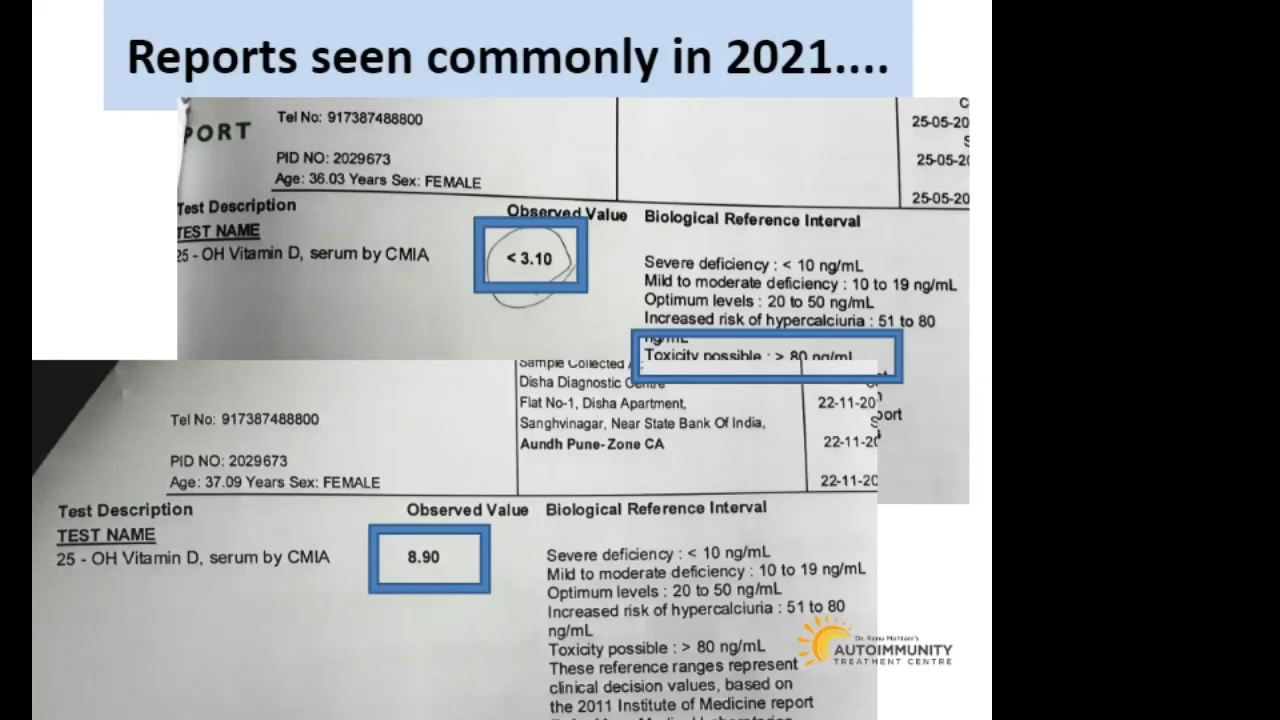 Reports seen commonly in 2021....
PORT
Tel No: 917387488800
PID NO: 2029673
Age: 36.03 Years Sex: FEMALE
25-05-20
25-05-20
25-05-20
Test Description
Observed Value
Biological Reference Interval
TEST NAME
25 - OH Vitamin D, serum by CMIA
< 3.10
Severe deficiency : < 10 ng/mL
Mild to moderate deficiency : 10 to 19 ng/mL
Optimum levels : 20 to 50 ng/mL
Increased risk of hypercalciuria : 51 to 80
ng/mL
Toxicity possible : > 80 ng/mL
Sample Collected
Disha Diagnostic Centre
Flat No-1, Disha Apartment,
Sanghvinagar, Near State Bank Of India,
Aundh Pune-Zone CA
22-11-20
port
22-11-20
22-11-20
Tel No: 917387488800
PID NO: 2029673
Age: 37.09 Years Sex: FEMALE
Test Description
Observed Value
Biological Reference Interval
TEST NAME
25 - OH Vitamin D, serum by CMIA
8.90
Severe deficiency : < 10 ng/mL
Mild to moderate deficiency : 10 to 19 ng/mL
Optimum levels : 20 to 50 ng/mL
Increased risk of hypercalciuria : 51 to 80
ng/mL
Toxicity possible : > 80 ng/mL
These reference ranges represent
clinical decision values, based on
the 2011 Institute of Medicine report
Dr. Renu Mahtani's
AUTOIMMUNITY
TREATMENT CENTRE